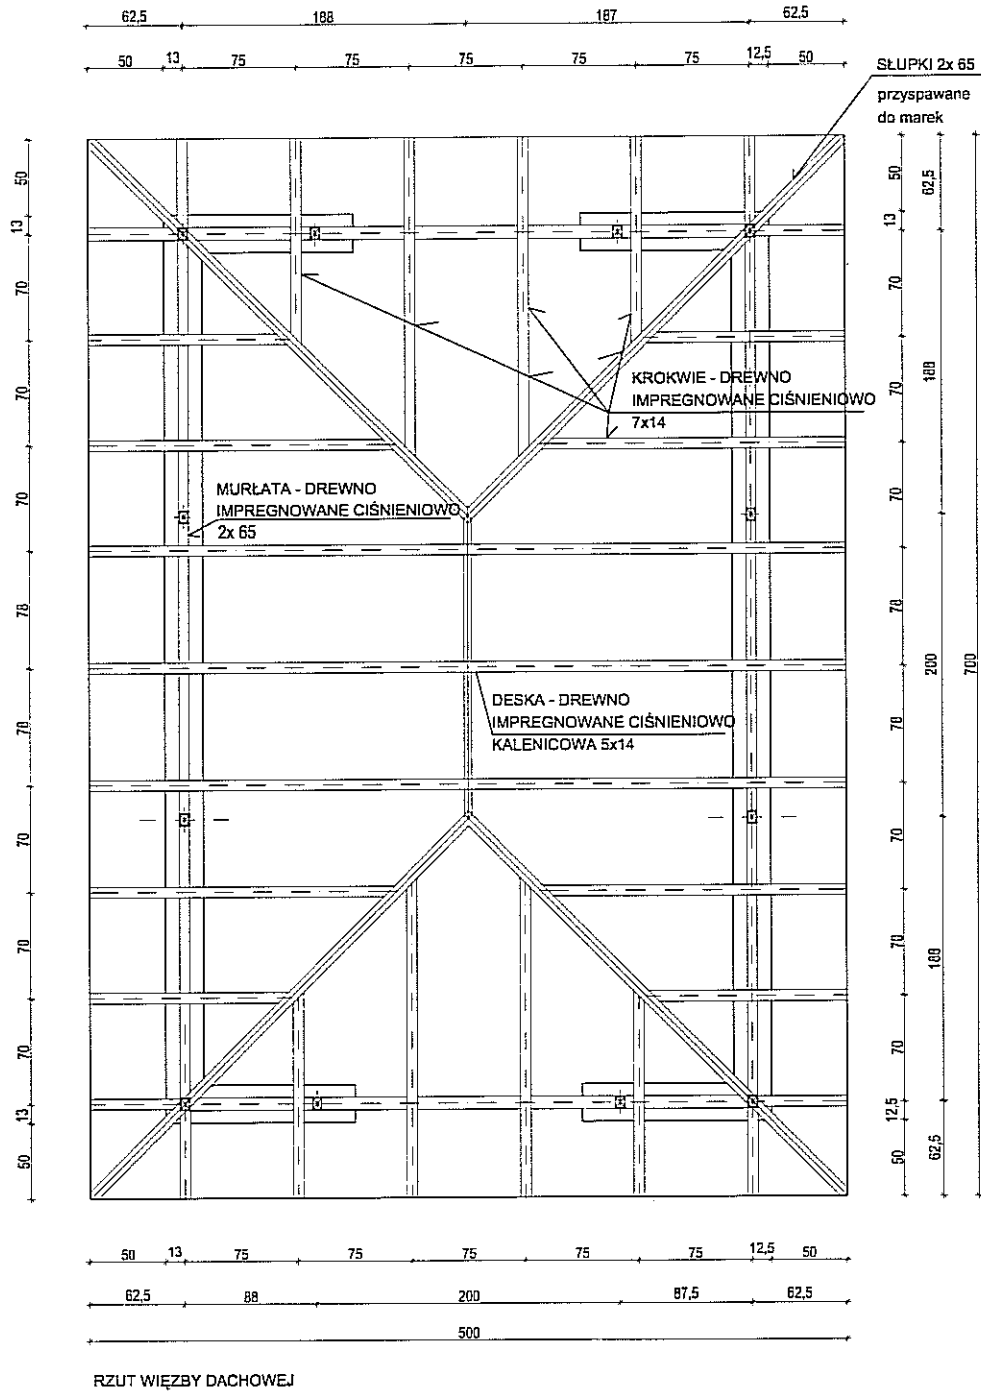 62,5 188 187 62,5
50 13 75 75 75 75 75 12,5 50
SŁUPKI 2x 65
przyspawane
do marek
50 13 70 70 70 78 70 70 70 70 13 50
50 13 70 70 70 78 70 70 70 70 12,5 50
62,5 188 200 188 62,5
700
KROKWIE - DREWNO
IMPREGNOWANE CIŚNIENIOWO
7x14
MURŁATA - DREWNO
IMPREGNOWANE CIŚNIENIOWO
2x 65
DESKA - DREWNO
IMPREGNOWANE CIŚNIENIOWO
KALENICOWA 5x14
50 13 75 75 75 75 75 12,5 50
62,5 88 200 87,5 62,5
500
RZUT WIĘŹBY DACHOWEJ